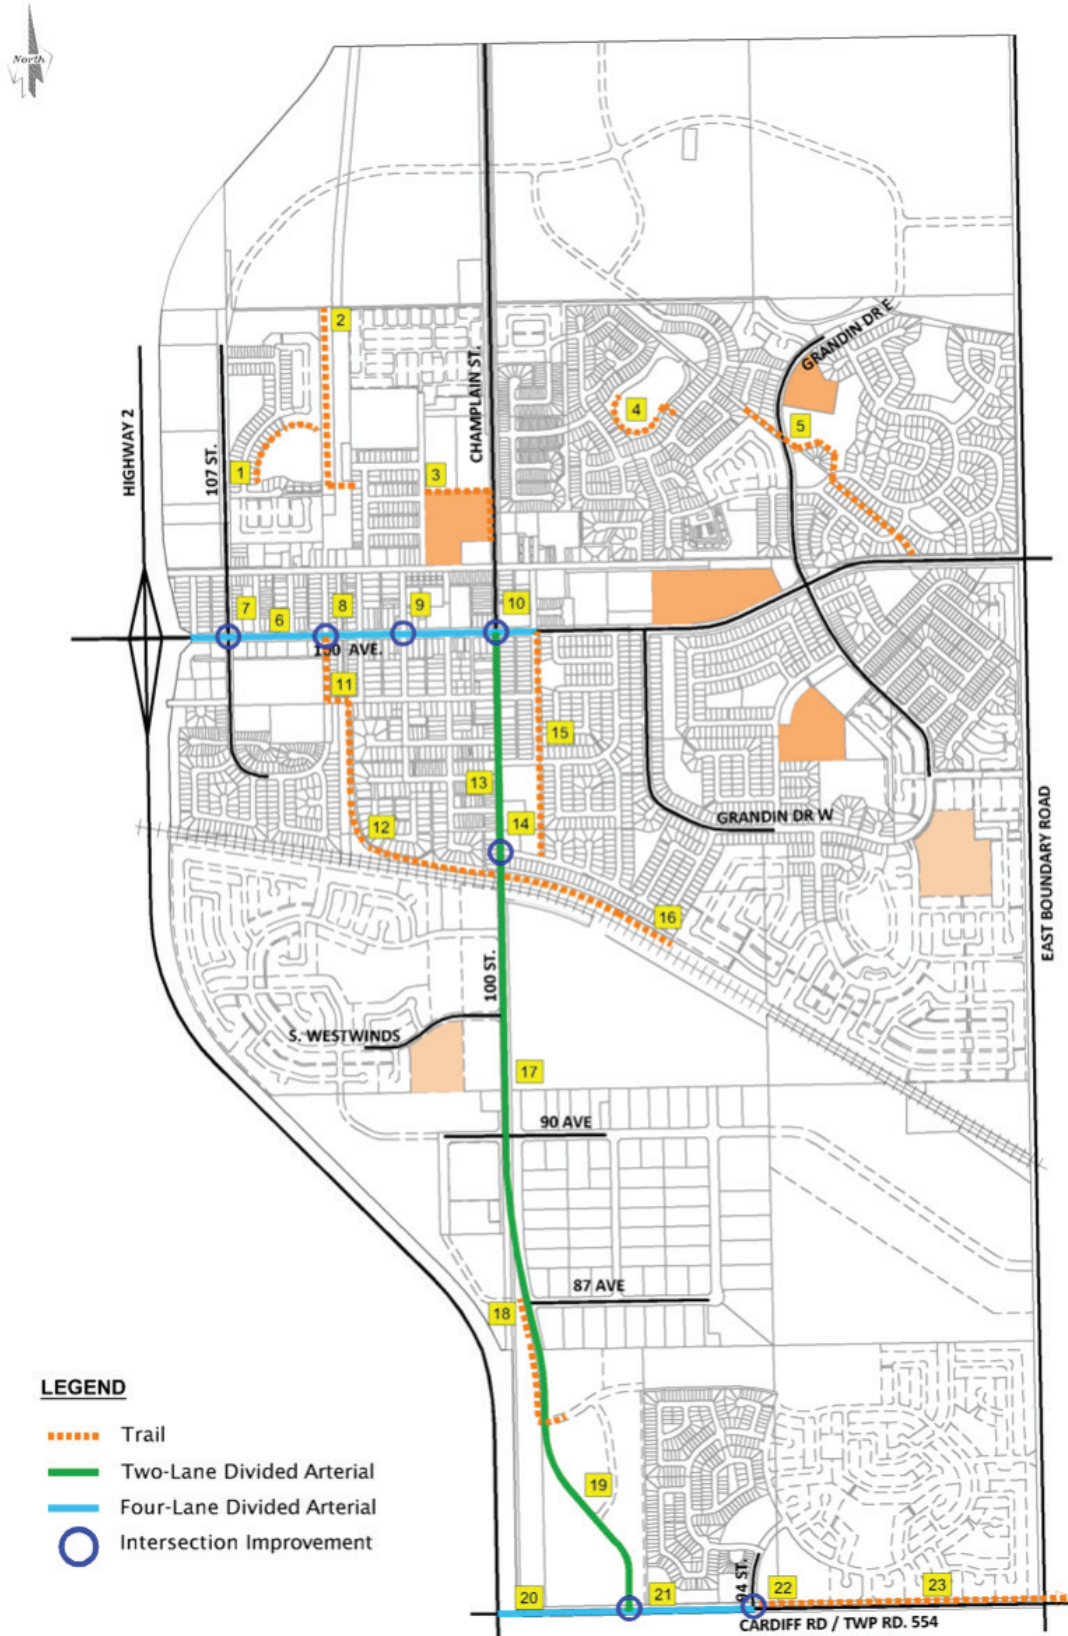 North
2
GRANDIN DR E
CHAMPLAIN ST.
HIGHWAY 2
107 ST.
4
5
1
3
7
6
8
9
10
100 AVE.
11
15
13
14
12
GRANDIN DR W
EAST BOUNDARY ROAD
16
100 ST.
S. WESTWINDS
17
90 AVE
87 AVE
18
LEGEND
Trail
Two-Lane Divided Arterial
Four-Lane Divided Arterial
Intersection Improvement
19
20
21
94 ST.
22
23
CARDIFF RD / TWP RD. 554